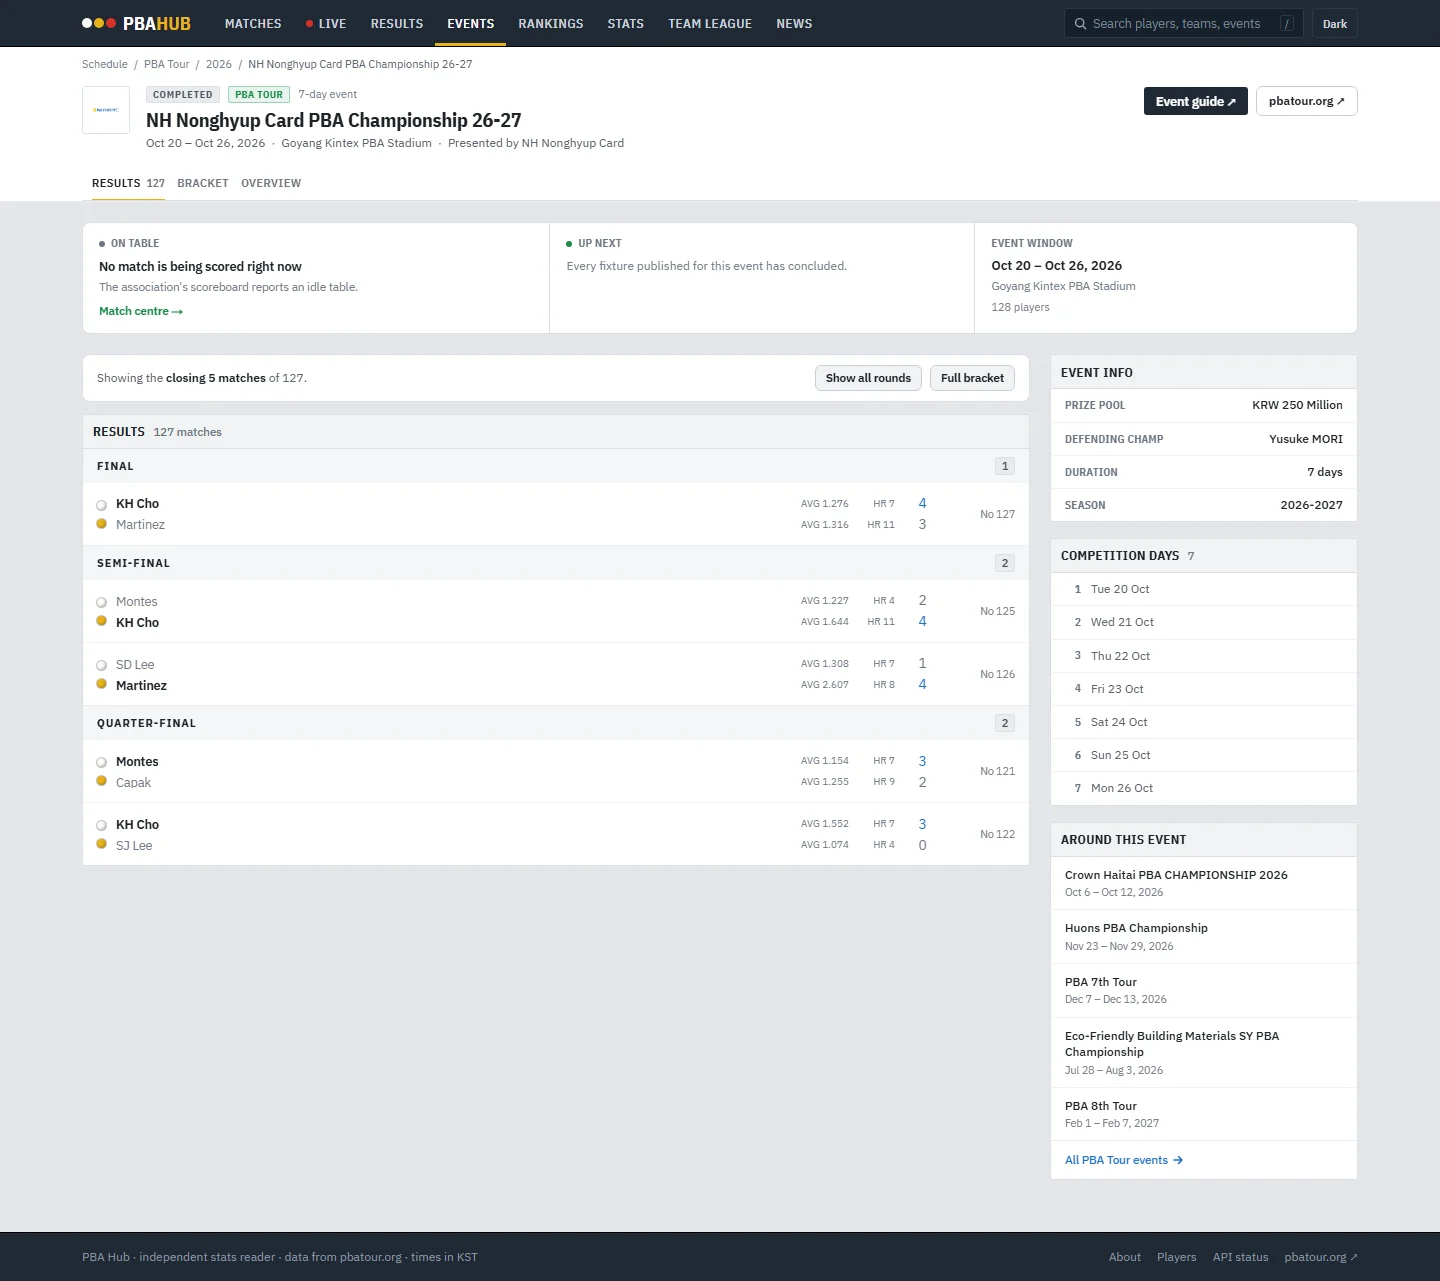 PBAHUB MATCHES LIVE RESULTS EVENTS RANKINGS STATS TEAM LEAGUE NEWS Search players, teams, events / Dark
Schedule / PBA Tour / 2026 / NH Nonghyup Card PBA Championship 26-27
COMPLETED PBA TOUR 7-day event
Event guide ↗ pbatour.org ↗
NH Nonghyup Card PBA Championship 26-27
Oct 20 – Oct 26, 2026 · Goyang Kintex PBA Stadium · Presented by NH Nonghyup Card
RESULTS 127 BRACKET OVERVIEW
ON TABLE
No match is being scored right now
The association's scoreboard reports an idle table.
Match centre →
UP NEXT
Every fixture published for this event has concluded.
EVENT WINDOW
Oct 20 – Oct 26, 2026
Goyang Kintex PBA Stadium
128 players
Showing the closing 5 matches of 127.
Show all rounds Full bracket
RESULTS 127 matches
FINAL 1
KH Cho AVG 1.276 HR 7 4
Martinez AVG 1.316 HR 11 3
No 127
SEMI-FINAL 2
Montes AVG 1.227 HR 4 2
KH Cho AVG 1.644 HR 11 4
No 125
SD Lee AVG 1.308 HR 7 1
Martinez AVG 2.607 HR 8 4
No 126
QUARTER-FINAL 2
Montes AVG 1.154 HR 7 3
Capak AVG 1.255 HR 9 2
No 121
KH Cho AVG 1.552 HR 7 3
SJ Lee AVG 1.074 HR 4 0
No 122
EVENT INFO
PRIZE POOL KRW 250 Million
DEFENDING CHAMP Yusuke MORI
DURATION 7 days
SEASON 2026-2027
COMPETITION DAYS 7
1 Tue 20 Oct
2 Wed 21 Oct
3 Thu 22 Oct
4 Fri 23 Oct
5 Sat 24 Oct
6 Sun 25 Oct
7 Mon 26 Oct
AROUND THIS EVENT
Crown Haitai PBA CHAMPIONSHIP 2026
Oct 6 – Oct 12, 2026
Huons PBA Championship
Nov 23 – Nov 29, 2026
PBA 7th Tour
Dec 7 – Dec 13, 2026
Eco-Friendly Building Materials SY PBA
Championship
Jul 28 – Aug 3, 2026
PBA 8th Tour
Feb 1 – Feb 7, 2027
All PBA Tour events →
PBA Hub · independent stats reader · data from pbatour.org · times in KST
About Players API status pbatour.org ↗